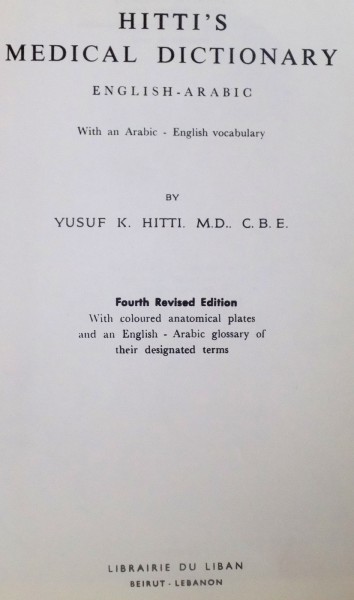 HITTI'S
MEDICAL DICTIONARY
ENGLISH-ARABIC
With an Arabic - English vocabulary
BY
YUSUF K. HITTI, M.D., C.B.E.
Fourth Revised Edition
With coloured anatomical plates
and an English - Arabic glossary of
their designated terms
LIBRAIRIE DU LIBAN
BEIRUT - LEBANON